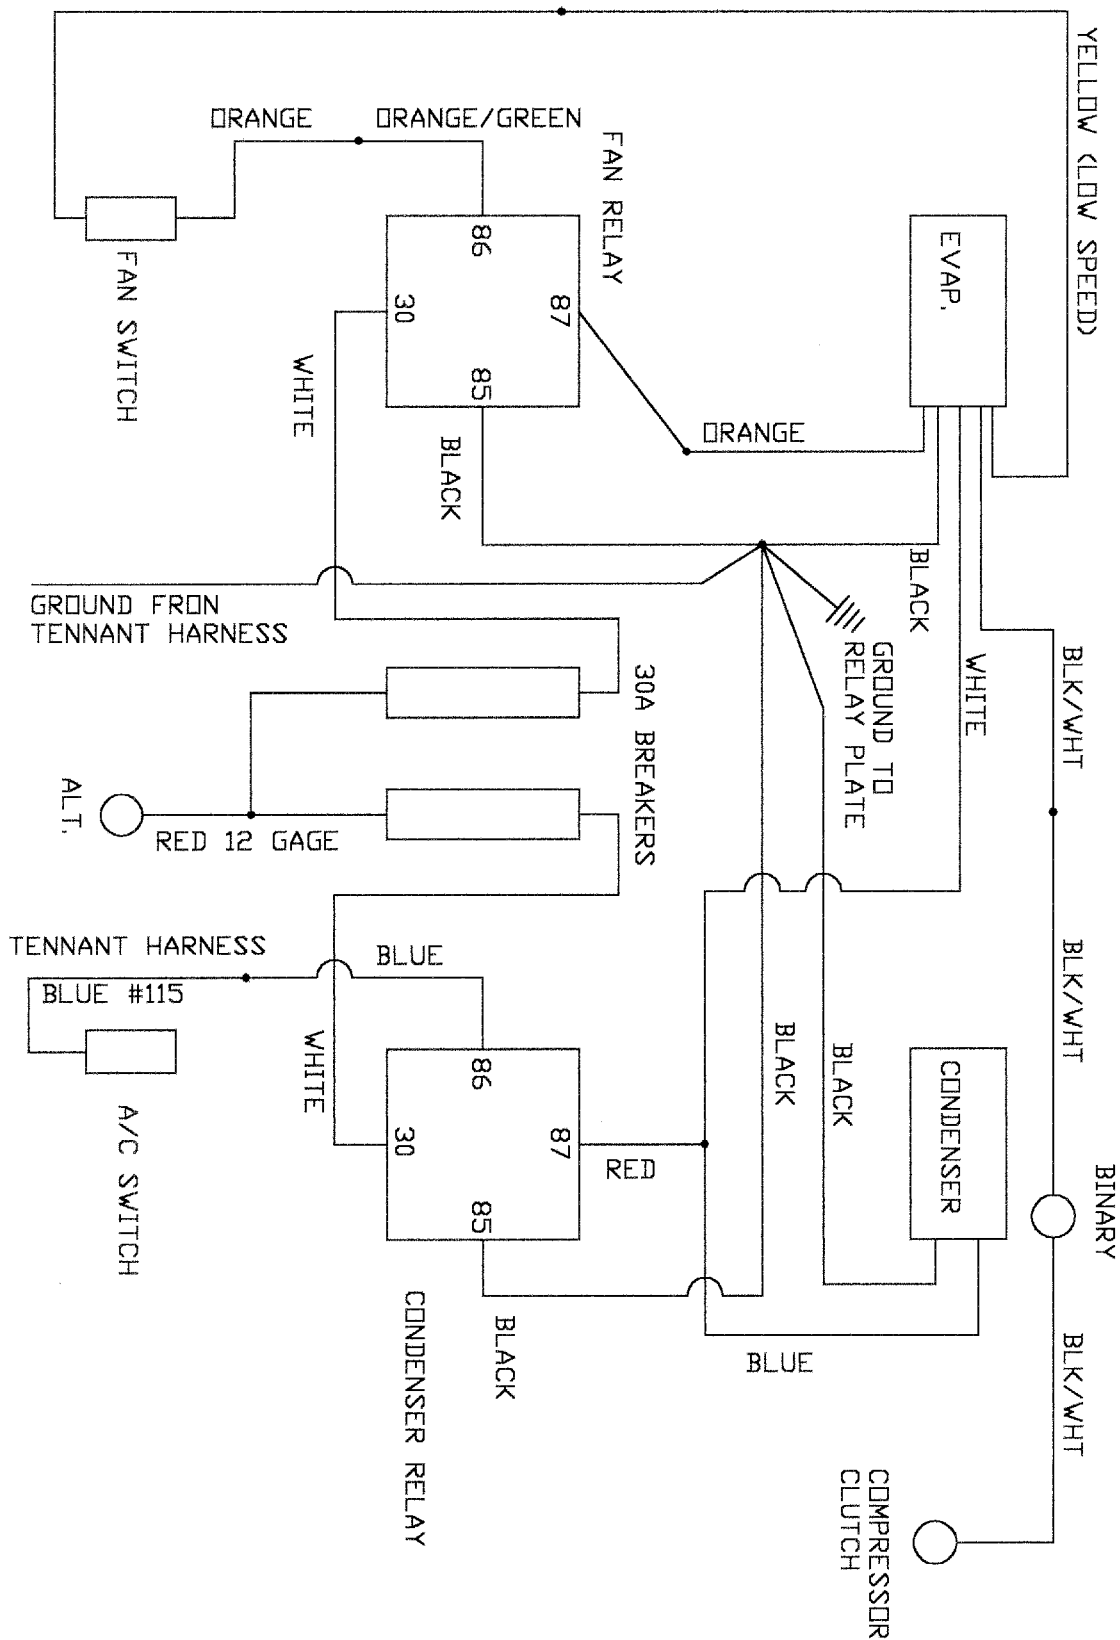 YELLOW (LOW SPEED)
ORANGE
ORANGE/GREEN
FAN RELAY
86
30
87
85
FAN SWITCH
EVAP.
WHITE
BLACK
ORANGE
BLACK
GROUND FRON
TENNANT HARNESS
GROUND TO
RELAY PLATE
WHITE
BLK/WHT
30A BREAKERS
ALT.
RED 12 GAGE
TENNANT HARNESS
BLUE #115
BLUE
BLK/WHT
WHITE
86
30
87
85
RED
BLACK
BLACK
CONDENSER
A/C SWITCH
BINARY
CONDENSER RELAY
BLACK
BLUE
BLK/WHT
COMPRESSOR
CLUTCH